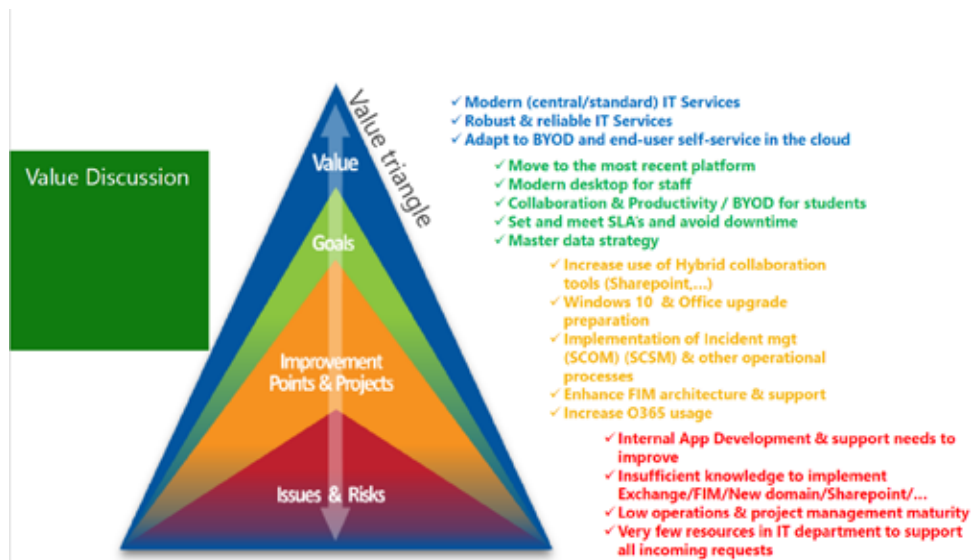 Value Discussion
Value triangle
Value
Goals
Improvement
Points & Projects
Issues & Risks
✓ Modern (central/standard) IT Services
✓ Robust & reliable IT Services
✓ Adapt to BYOD and end-user self-service in the cloud
✓ Move to the most recent platform
✓ Modern desktop for staff
✓ Collaboration & Productivity / BYOD for students
✓ Set and meet SLA's and avoid downtime
✓ Master data strategy
✓ Increase use of Hybrid collaboration
tools (Sharepoint,...)
✓ Windows 10 & Office upgrade
preparation
✓ Implementation of Incident mgt
(SCOM) (SCSM) & other operational
processes
✓ Enhance FIM architecture & support
✓ Increase O365 usage
✓ Internal App Development & support needs to
improve
✓ Insufficient knowledge to implement
Exchange/FIM/New domain/Sharepoint/...
✓ Low operations & project management maturity
✓ Very few resources in IT department to support
all incoming requests